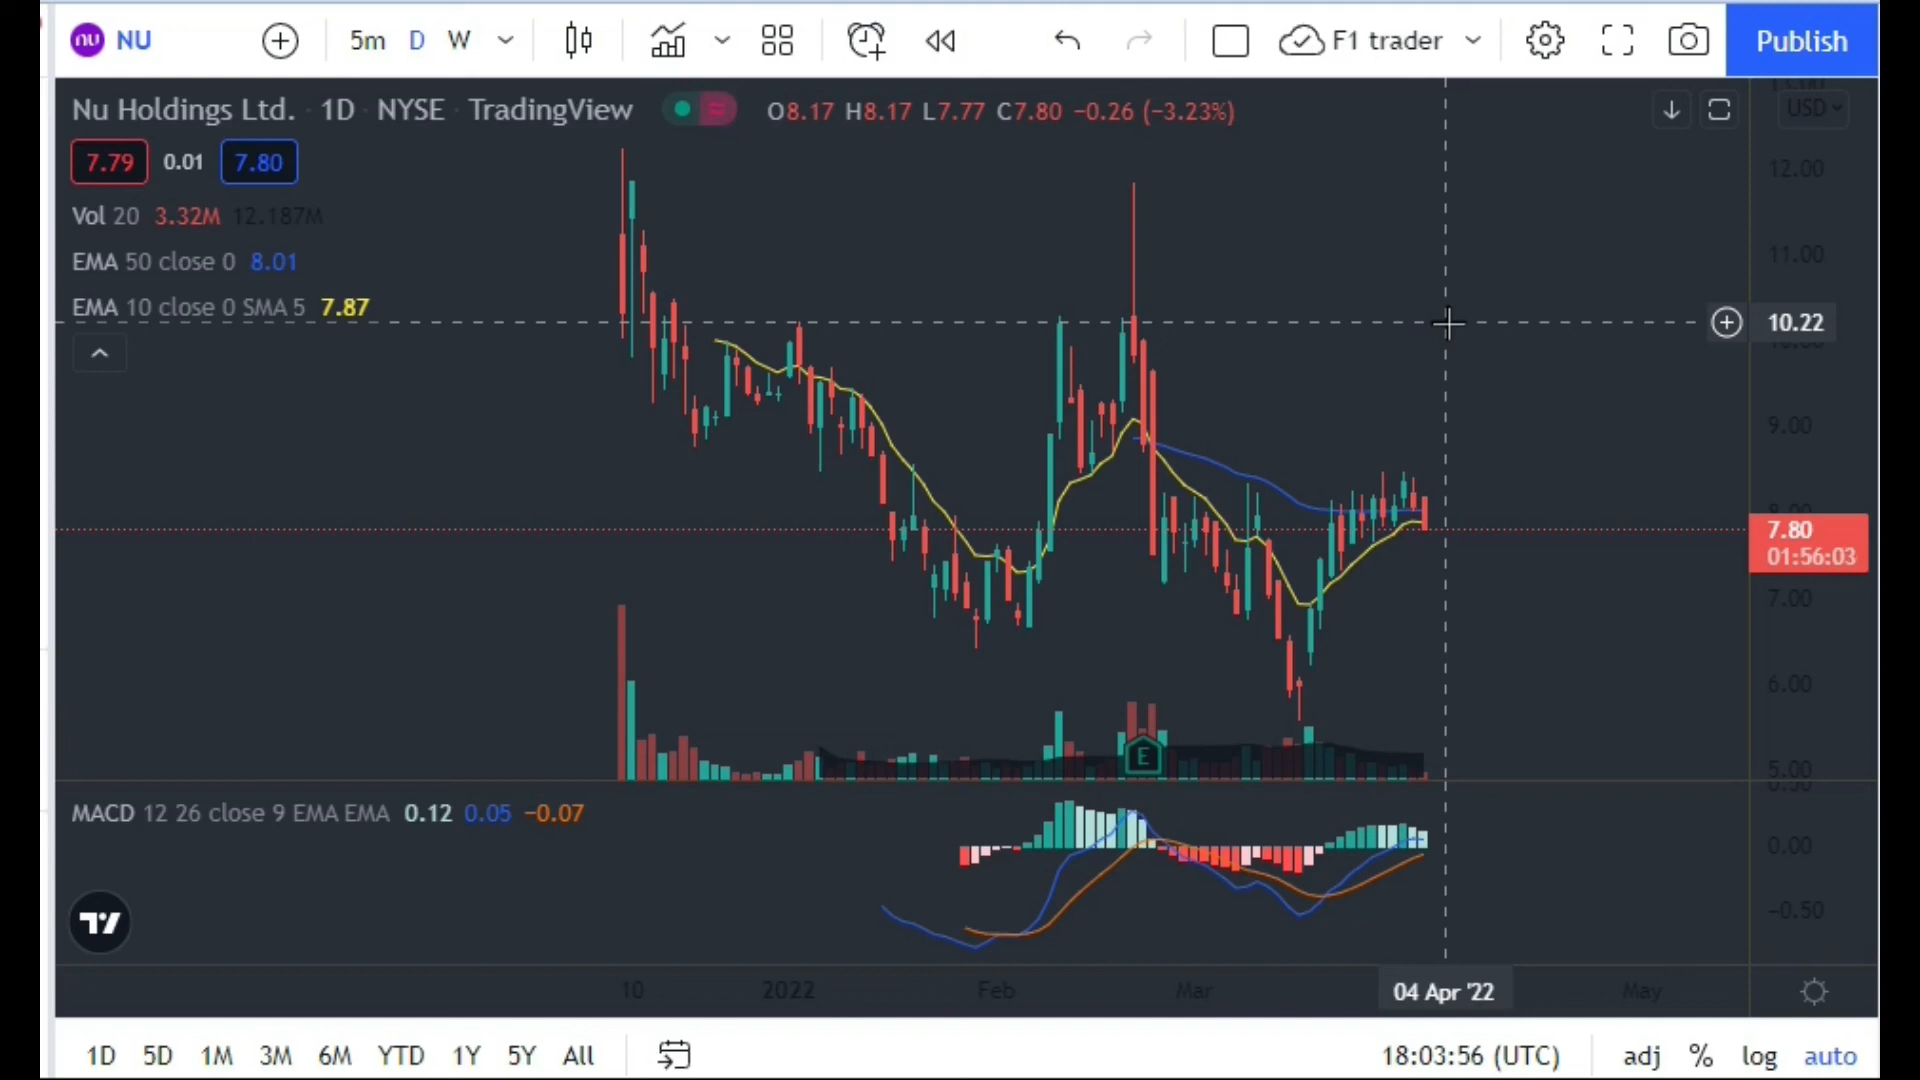 nu NU 5m D W F1 trader Publish
Nu Holdings Ltd. · 1D · NYSE · TradingView O8.17 H8.17 L7.77 C7.80 −0.26 (−3.23%) USD
7.79 0.01 7.80
12.00
Vol 20 3.32M 12.187M
EMA 50 close 0 8.01
11.00
EMA 10 close 0 SMA 5 7.87
10.22
9.00
7.80
01:56:03
7.00
6.00
E
5.00
MACD 12 26 close 9 EMA EMA 0.12 0.05 −0.07
0.00
−0.50
10 2022 Feb Mar 04 Apr '22 May
1D 5D 1M 3M 6M YTD 1Y 5Y All 18:03:56 (UTC) adj % log auto